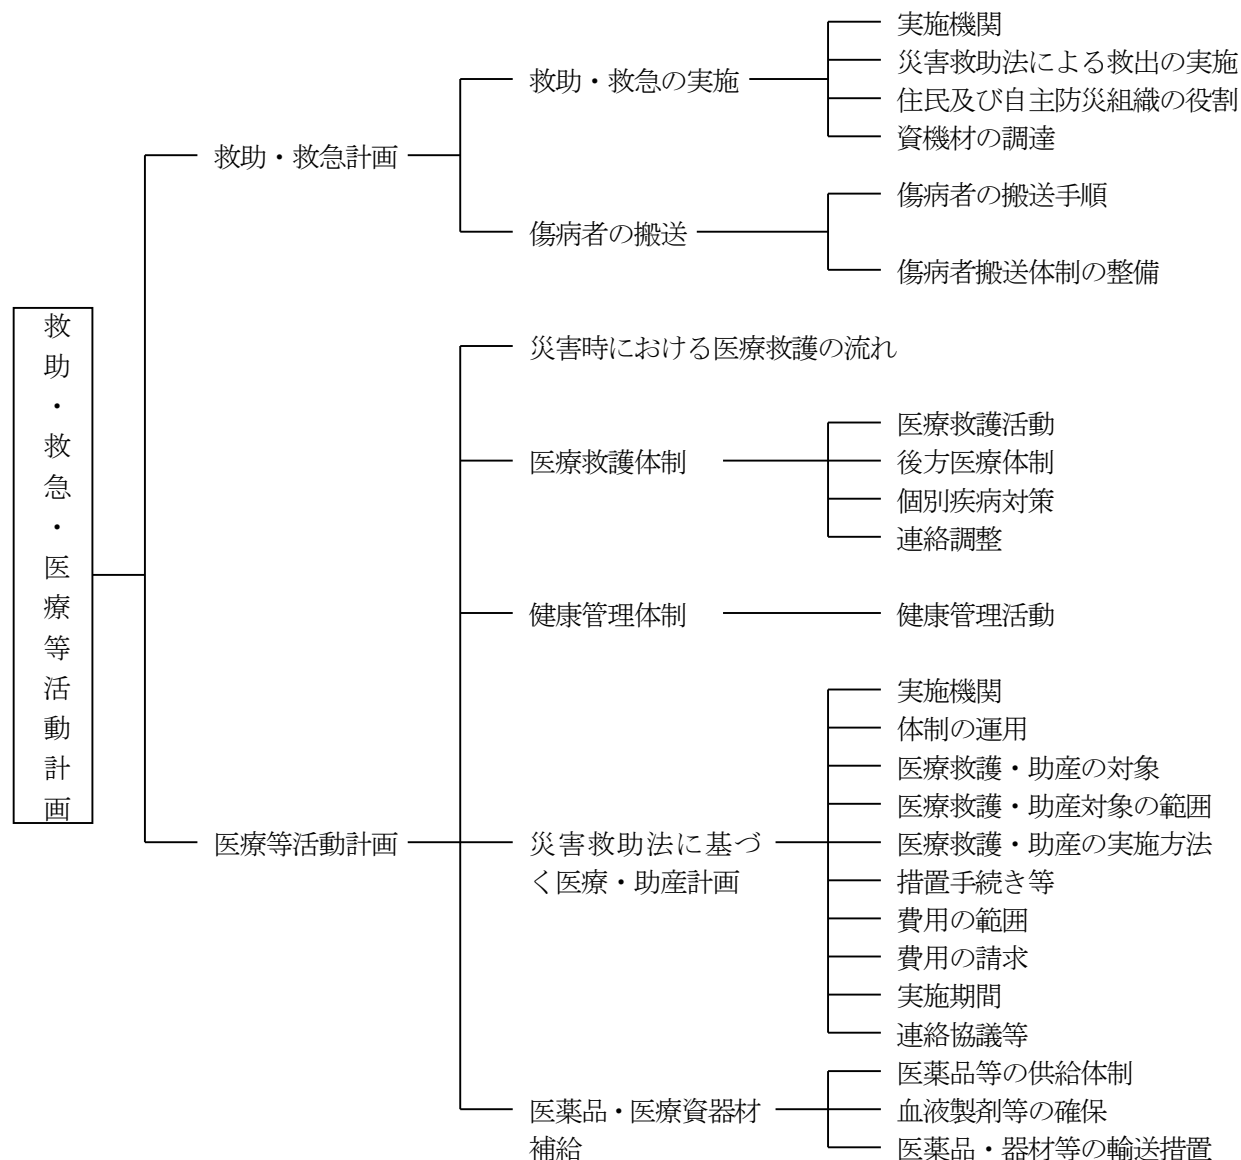 救助・救急・医療等活動計画
救助・救急計画
救助・救急の実施
実施機関
災害救助法による救出の実施
住民及び自主防災組織の役割
資機材の調達
傷病者の搬送
傷病者の搬送手順
傷病者搬送体制の整備
医療等活動計画
災害時における医療救護の流れ
医療救護体制
医療救護活動
後方医療体制
個別疾病対策
連絡調整
健康管理体制
健康管理活動
災害救助法に基づ
く医療・助産計画
実施機関
体制の運用
医療救護・助産の対象
医療救護・助産対象の範囲
医療救護・助産の実施方法
措置手続き等
費用の範囲
費用の請求
実施期間
連絡協議等
医薬品・医療資器材
補給
医薬品等の供給体制
血液製剤等の確保
医薬品・器材等の輸送措置